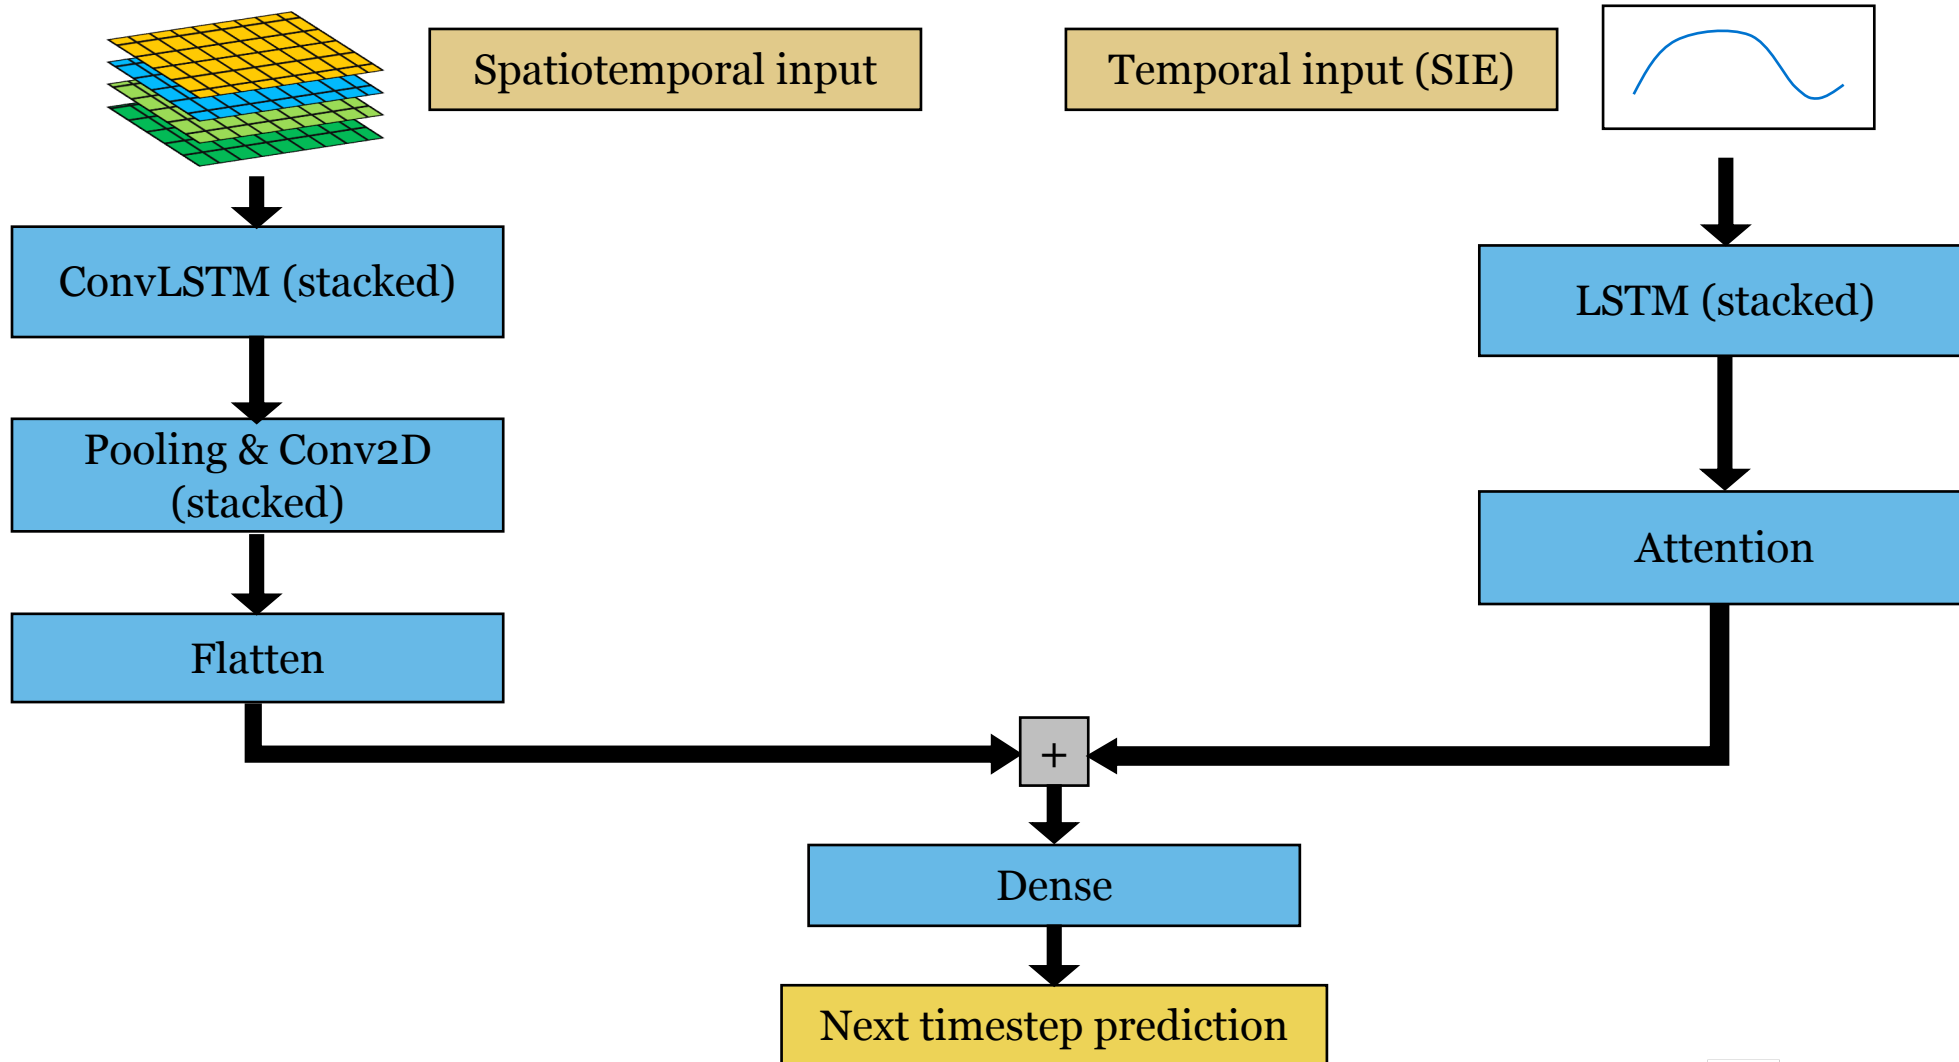 Spatiotemporal input
Temporal input (SIE)
ConvLSTM (stacked)
LSTM (stacked)
Pooling & Conv2D
(stacked)
Attention
Flatten
+
Dense
Next timestep prediction